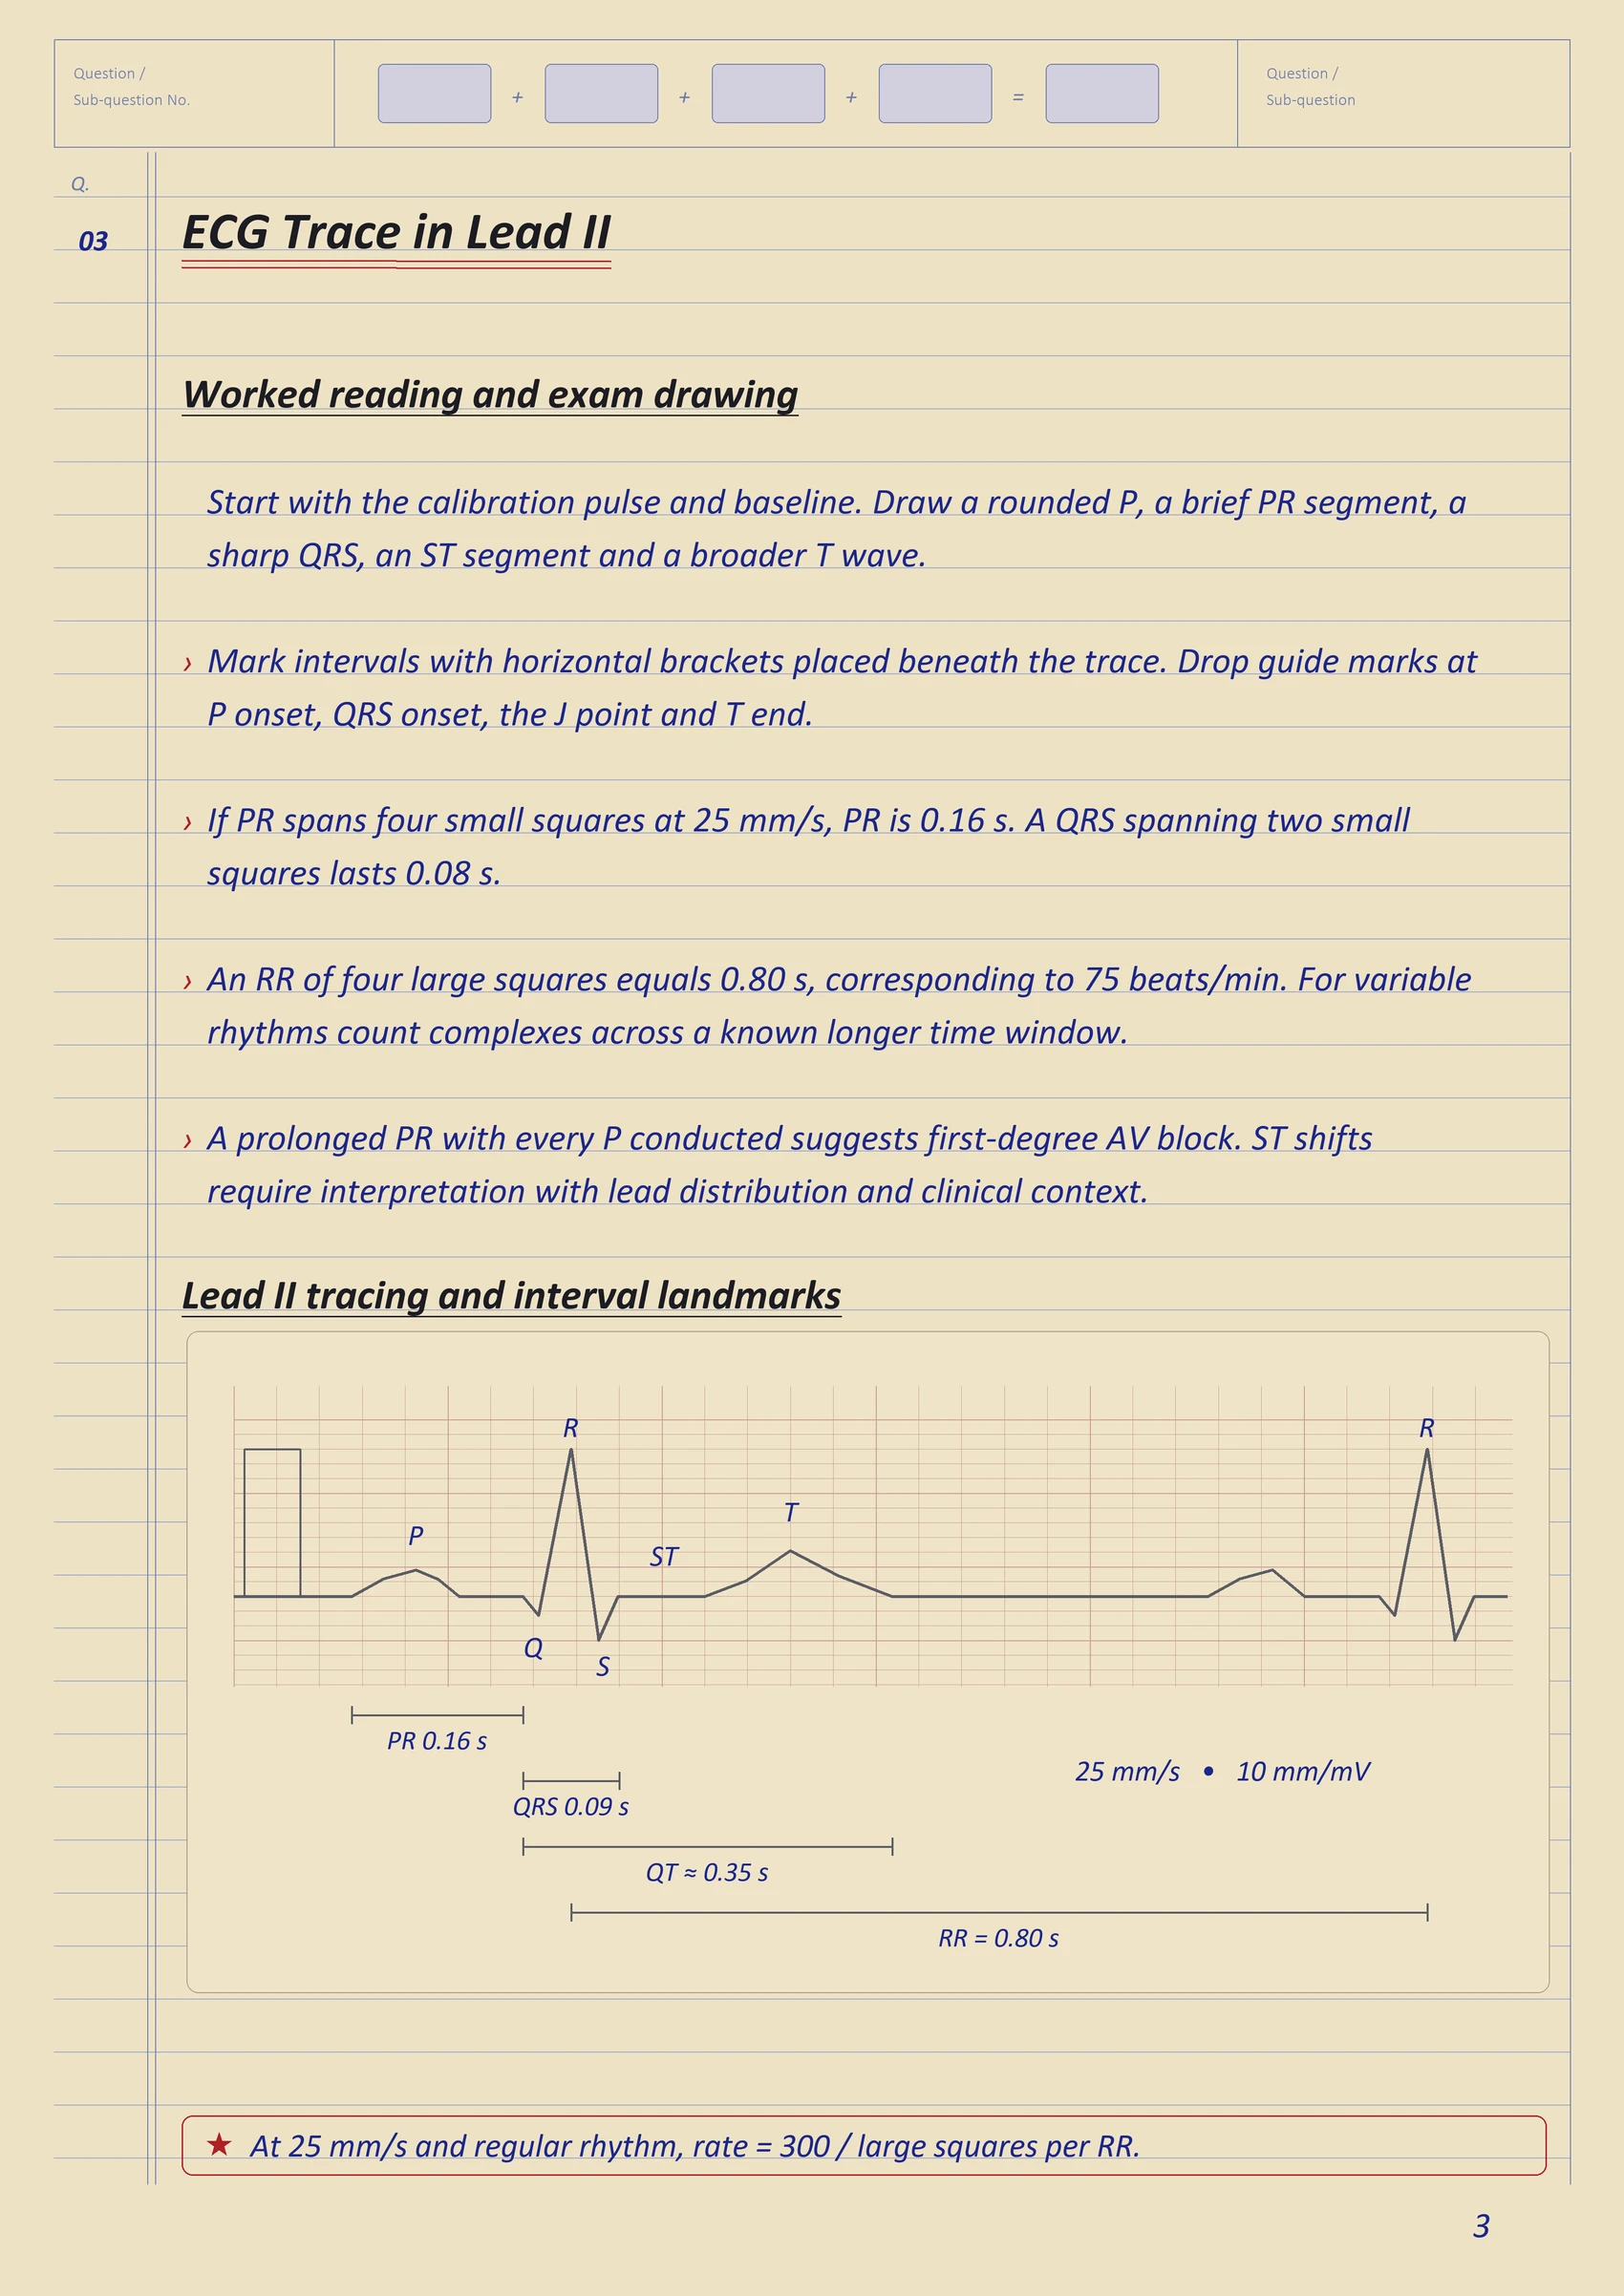 Question /
Sub-question No.
+ + + =
Question /
Sub-question
Q.
03
ECG Trace in Lead II
Worked reading and exam drawing
Start with the calibration pulse and baseline. Draw a rounded P, a brief PR segment, a
sharp QRS, an ST segment and a broader T wave.
› Mark intervals with horizontal brackets placed beneath the trace. Drop guide marks at
P onset, QRS onset, the J point and T end.
› If PR spans four small squares at 25 mm/s, PR is 0.16 s. A QRS spanning two small
squares lasts 0.08 s.
› An RR of four large squares equals 0.80 s, corresponding to 75 beats/min. For variable
rhythms count complexes across a known longer time window.
› A prolonged PR with every P conducted suggests first-degree AV block. ST shifts
require interpretation with lead distribution and clinical context.
Lead II tracing and interval landmarks
R
R
T
P
ST
Q
S
PR 0.16 s
25 mm/s • 10 mm/mV
QRS 0.09 s
QT ≈ 0.35 s
RR = 0.80 s
★ At 25 mm/s and regular rhythm, rate = 300 / large squares per RR.
3